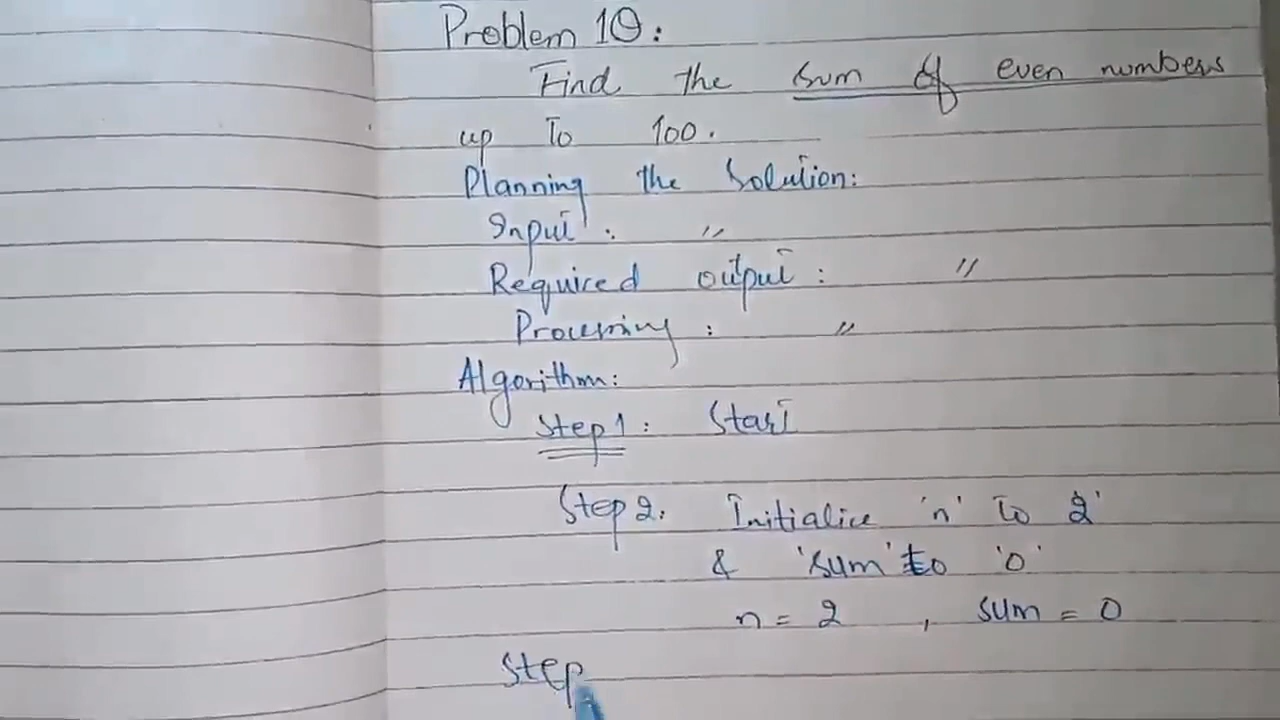 Problem 10:
Find the sum of even numbers
up To 100.
Planning the Solution:
Input : "
Required output : "
Processing : "
Algorithm:
Step 1 : Start
Step 2. Initialice 'n' to 2'
& 'sum' to '0'
n = 2 , sum = 0
Step